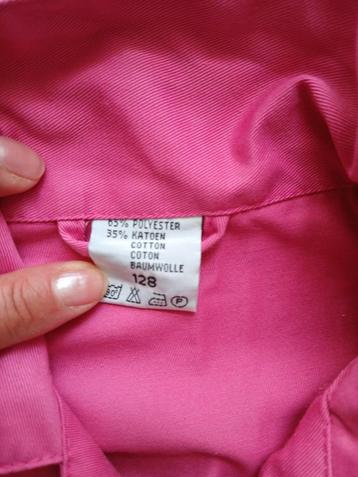 65% POLYESTER
35% KATOEN
COTTON
COTON
BAUMWOLLE
128
P